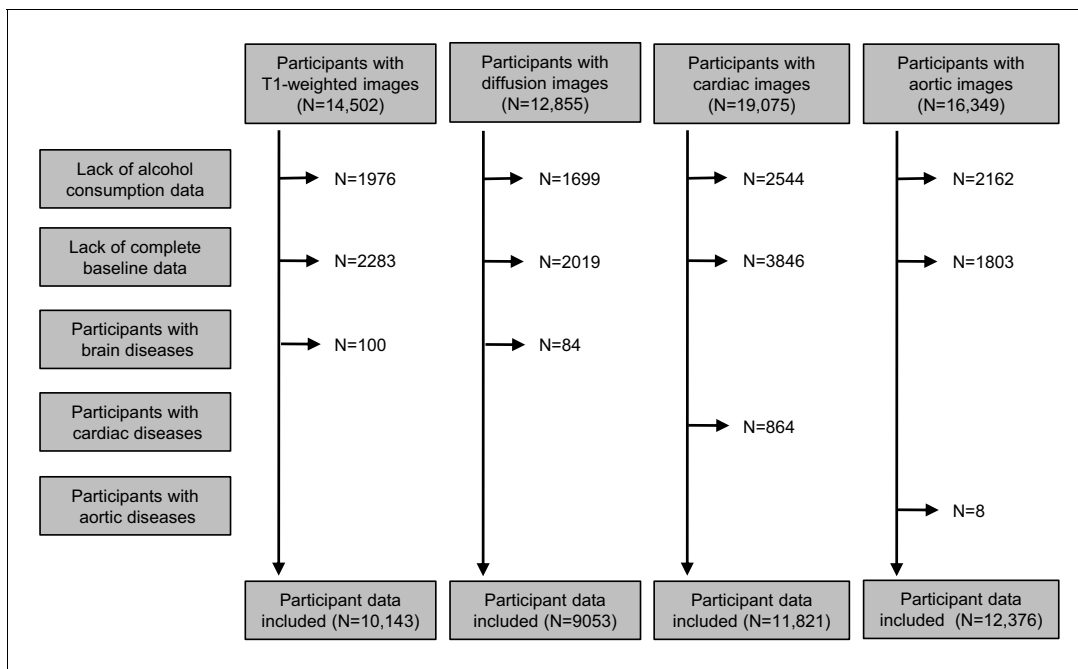 Participants with
T1-weighted images
(N=14,502)
Participants with
diffusion images
(N=12,855)
Participants with
cardiac images
(N=19,075)
Participants with
aortic images
(N=16,349)
Lack of alcohol
consumption data
N=1976
N=1699
N=2544
N=2162
Lack of complete
baseline data
N=2283
N=2019
N=3846
N=1803
Participants with
brain diseases
N=100
N=84
Participants with
cardiac diseases
N=864
Participants with
aortic diseases
N=8
Participant data
included (N=10,143)
Participant data
included (N=9053)
Participant data
included (N=11,821)
Participant data
included (N=12,376)